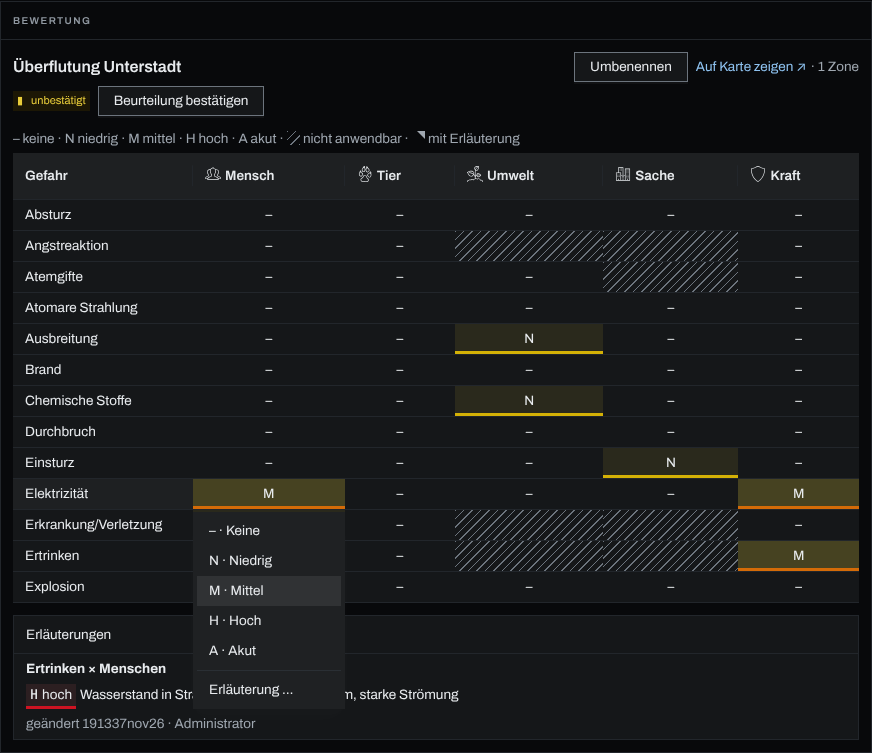 BEWERTUNG
Überflutung Unterstadt
Umbenennen Auf Karte zeigen ↗ · 1 Zone
unbestätigt Beurteilung bestätigen
– keine · N niedrig · M mittel · H hoch · A akut · nicht anwendbar · mit Erläuterung
Gefahr Mensch Tier Umwelt Sache Kraft
Absturz – – – – –
Angstreaktion – – –
Atemgifte – – – –
Atomare Strahlung – – – – –
Ausbreitung – – N – –
Brand – – – – –
Chemische Stoffe – – N – –
Durchbruch – – – – –
Einsturz – – – N –
Elektrizität M – – – M
Erkrankung/Verletzung – –
Ertrinken – M
Explosion – – – –
– · Keine
N · Niedrig
M · Mittel
H · Hoch
A · Akut
Erläuterung ...
Erläuterungen
Ertrinken × Menschen
H hoch Wasserstand in , starke Strömung
geändert 191337nov26 · Administrator